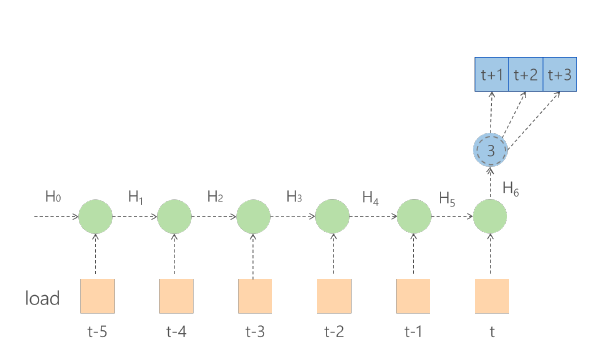 t+1 t+2 t+3
3
H₀ H₁ H₂ H₃ H₄ H₅ H₆
load
t-5 t-4 t-3 t-2 t-1 t